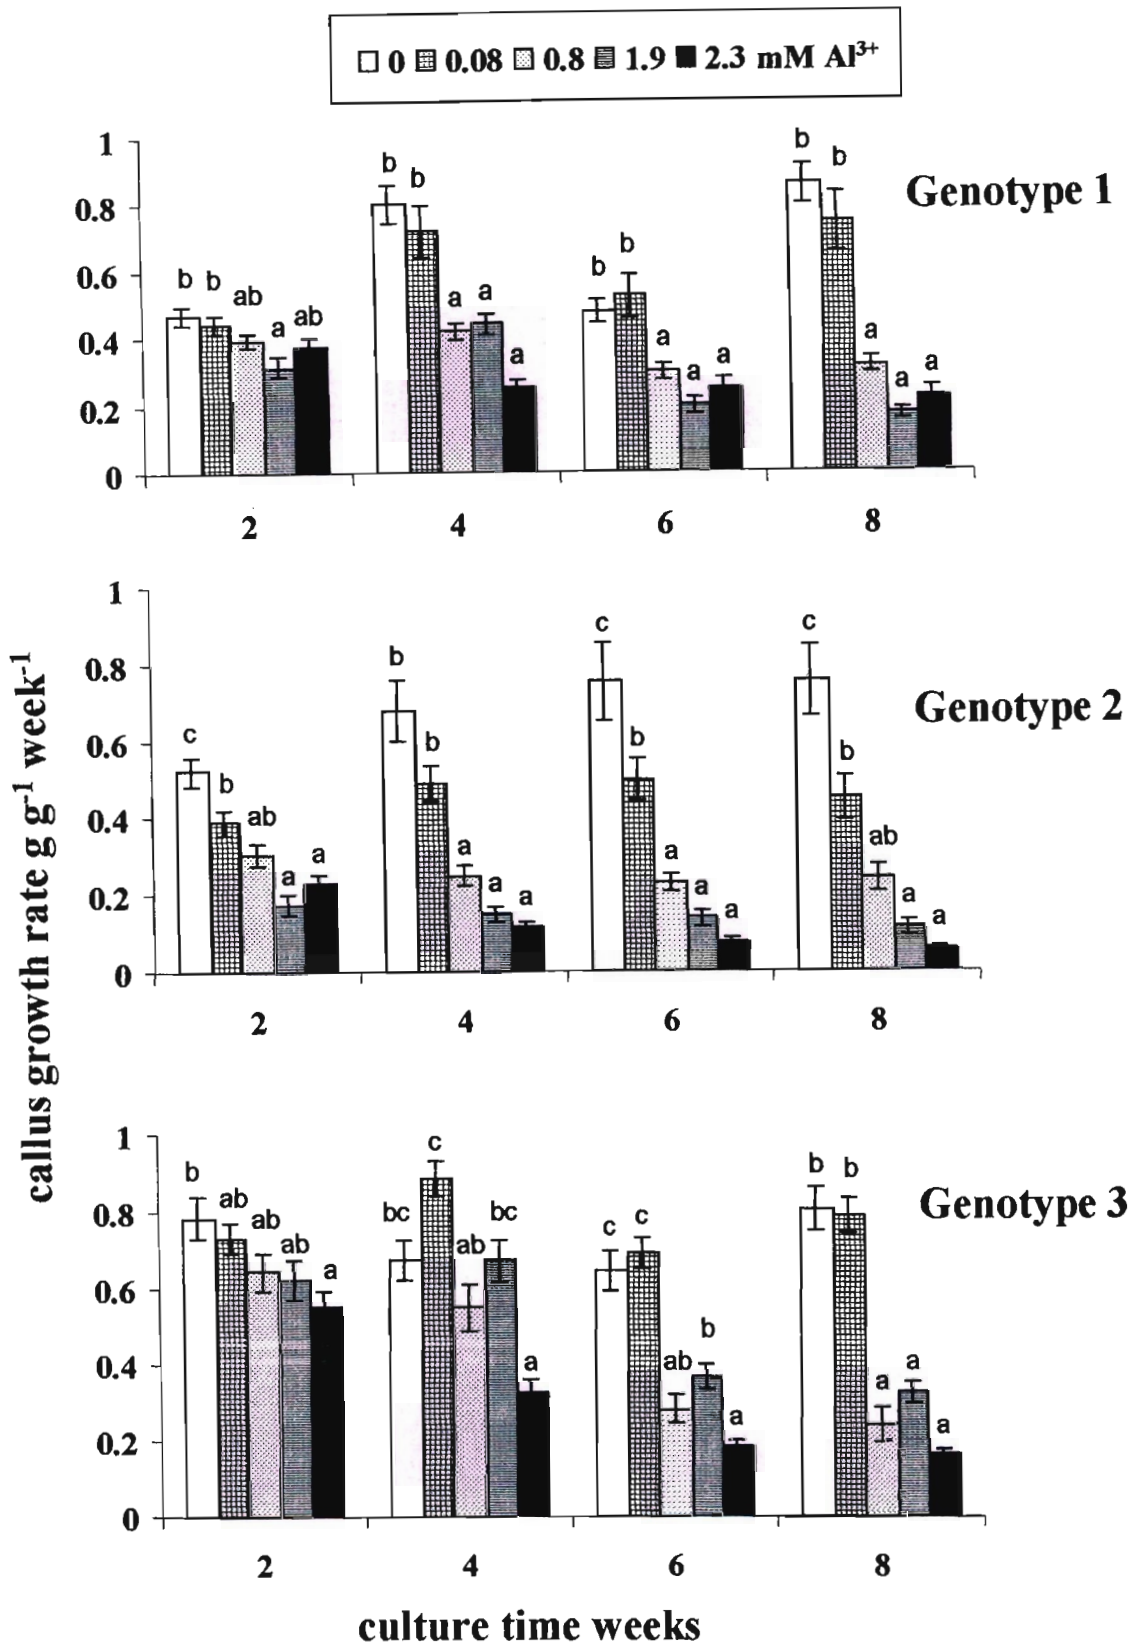 0 0.08 0.8 1.9 2.3 mM Al³⁺
Genotype 1
1
0.8
0.6
0.4
0.2
0
b b ab a ab
b b a a a
b b a a a
b b a a a
2 4 6 8
callus growth rate g g⁻¹ week⁻¹
Genotype 2
1
0.8
0.6
0.4
0.2
0
c b ab a a
b b a a a
c b a a a
c b ab a a
2 4 6 8
Genotype 3
1
0.8
0.6
0.4
0.2
0
b ab ab ab a
bc c ab bc a
c c ab b a
b b a a a
2 4 6 8
culture time weeks